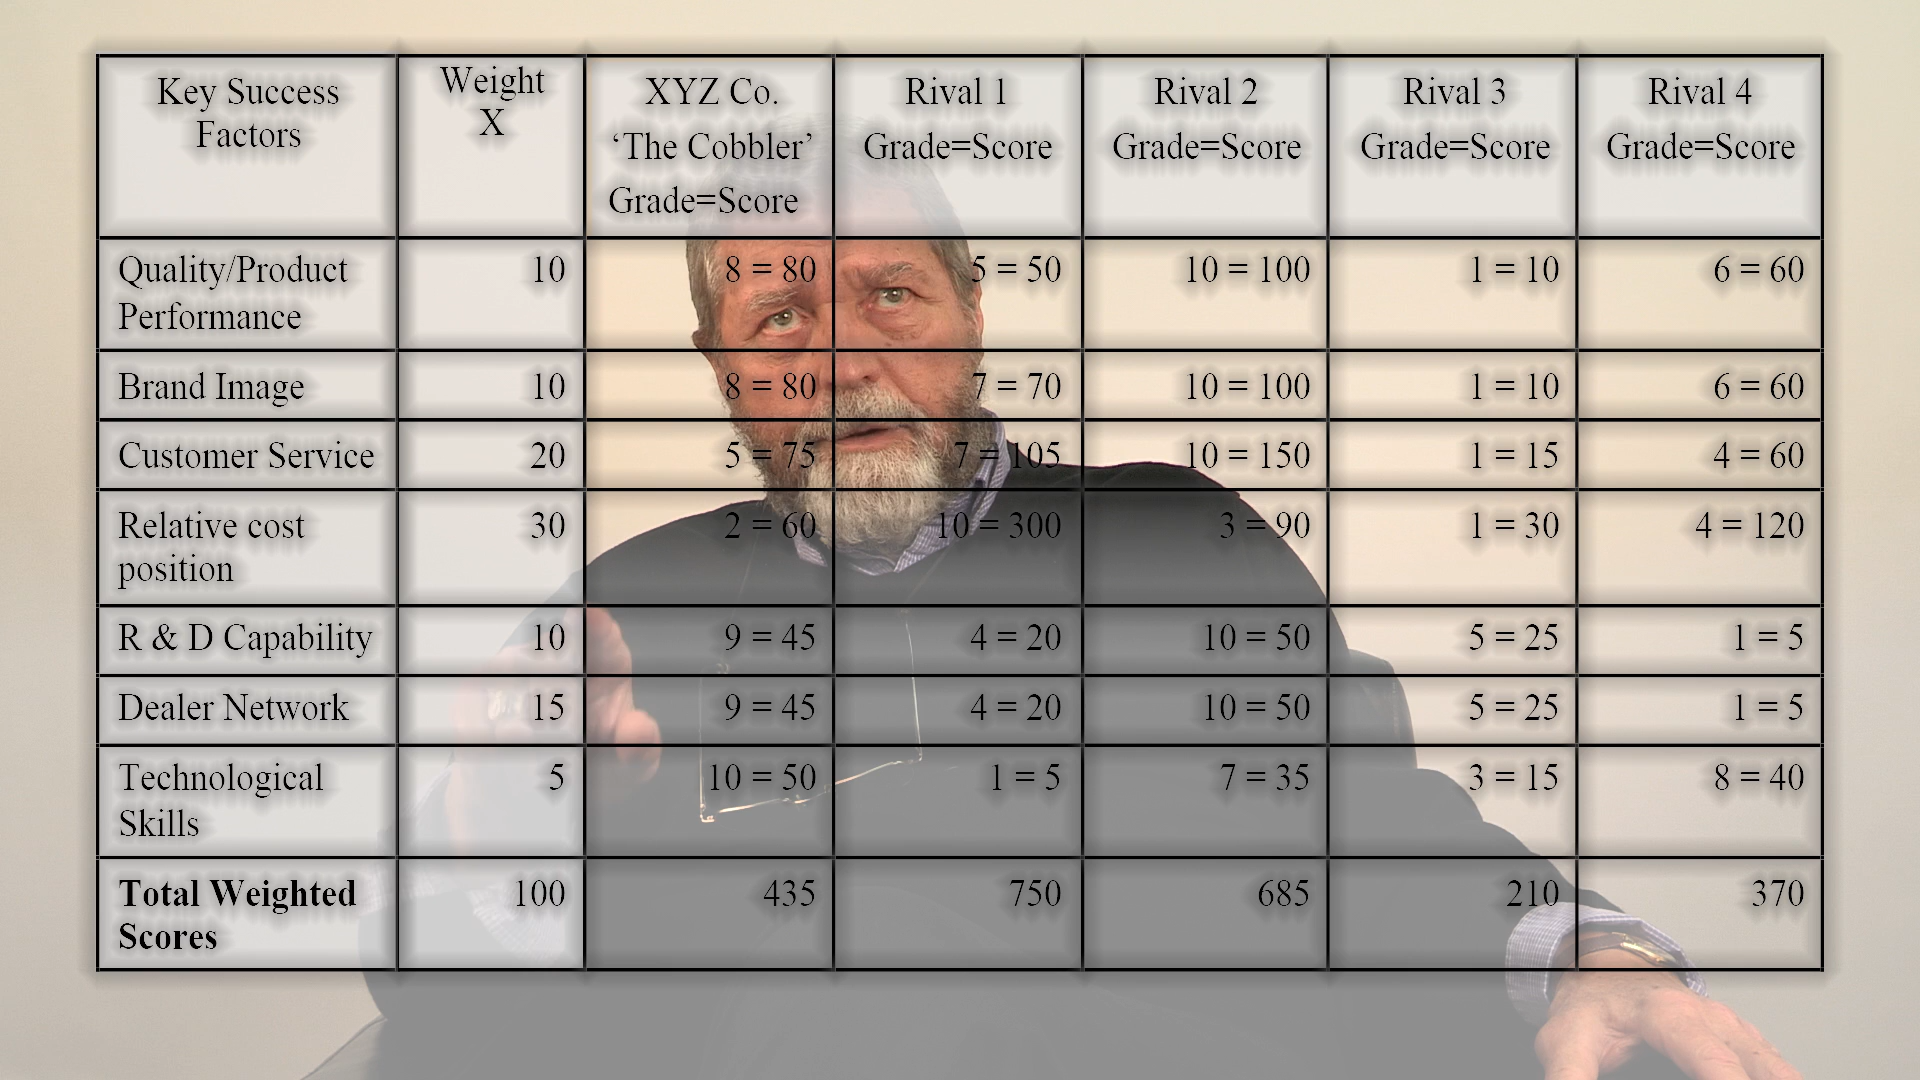 Key Success
Factors
Weight
X
XYZ Co.
‘The Cobbler’
Grade=Score
Rival 1
Grade=Score
Rival 2
Grade=Score
Rival 3
Grade=Score
Rival 4
Grade=Score
Quality/Product
Performance
10
8 = 80
5 = 50
10 = 100
1 = 10
6 = 60
Brand Image
10
8 = 80
7 = 70
10 = 100
1 = 10
6 = 60
Customer Service
20
5 = 75
7 = 105
10 = 150
1 = 15
4 = 60
Relative cost
position
30
2 = 60
10 = 300
3 = 90
1 = 30
4 = 120
R & D Capability
10
9 = 45
4 = 20
10 = 50
5 = 25
1 = 5
Dealer Network
15
9 = 45
4 = 20
10 = 50
5 = 25
1 = 5
Technological
Skills
5
10 = 50
1 = 5
7 = 35
3 = 15
8 = 40
Total Weighted
Scores
100
435
750
685
210
370